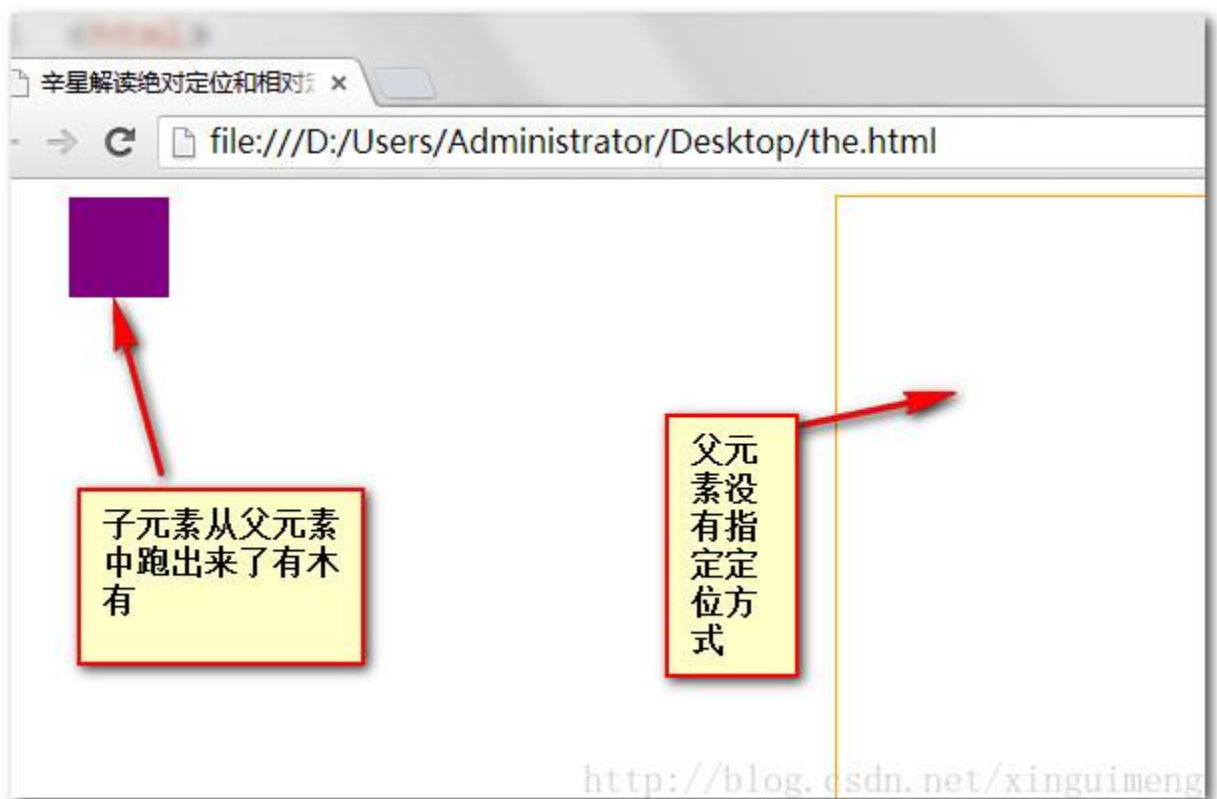 <html>
辛星解读绝对定位和相对
file:///D:/Users/Administrator/Desktop/the.html
子元素从父元素
中跑出来了有木
有
父元
素没
有指
定定
位方
式
http://blog.csdn.net/xinguimeng